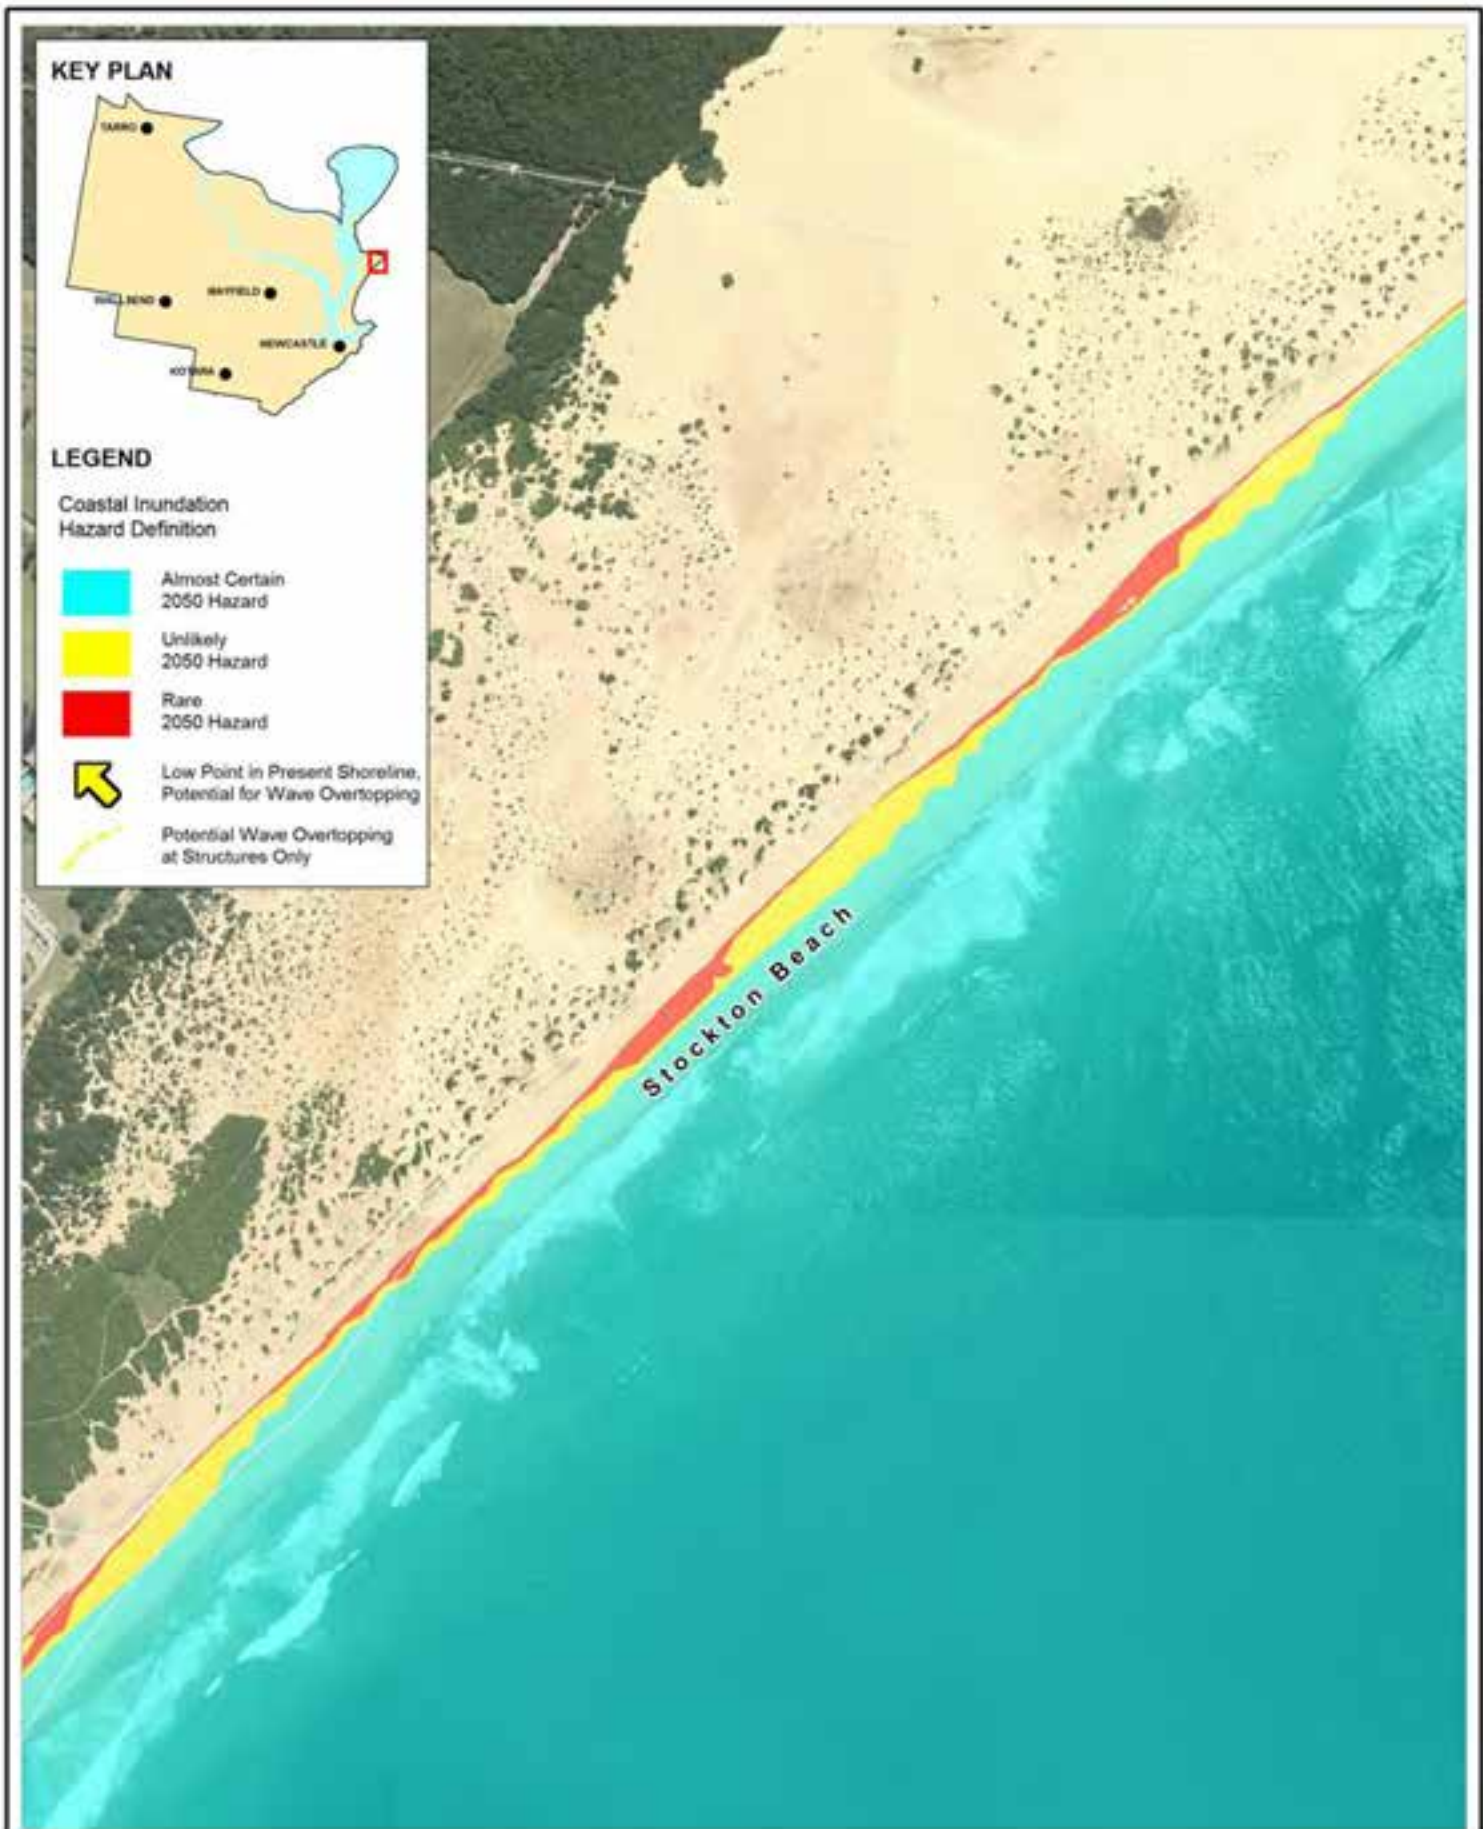 KEY PLAN
TARRO
WALLSEND
MAYFIELD
NEWCASTLE
KOTARA
LEGEND
Coastal Inundation
Hazard Definition
Almost Certain
2050 Hazard
Unlikely
2050 Hazard
Rare
2050 Hazard
Low Point in Present Shoreline,
Potential for Wave Overtopping
Potential Wave Overtopping
at Structures Only
Stockton Beach